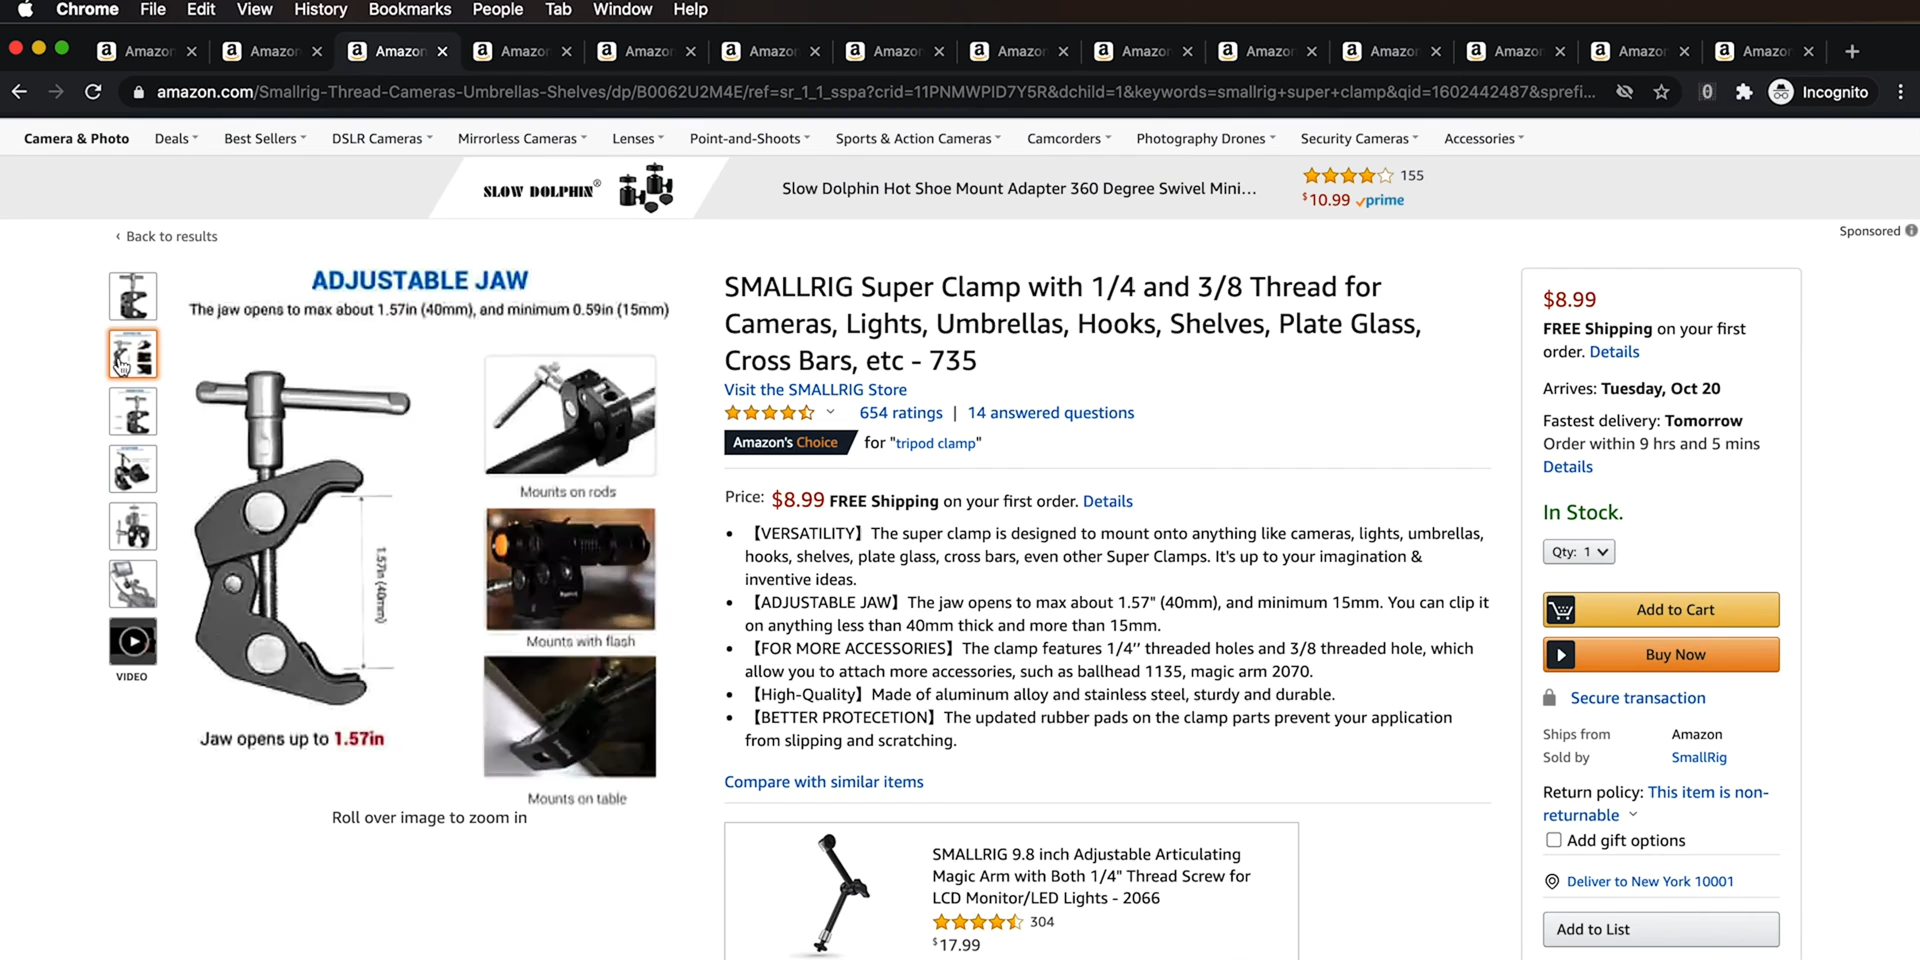 Chrome File Edit View History Bookmarks People Tab Window Help
Amazon Amazon Amazon Amazon Amazon Amazon Amazon Amazon Amazon Amazon Amazon Amazon Amazon Amazon
amazon.com/Smallrig-Thread-Cameras-Umbrellas-Shelves/dp/B0062U2M4E/ref=sr_1_1_sspa?crid=11PNMWPID7Y5R&dchild=1&keywords=smallrig+super+clamp&qid=1602442487&sprefi... Incognito
Camera & Photo Deals Best Sellers DSLR Cameras Mirrorless Cameras Lenses Point-and-Shoots Sports & Action Cameras Camcorders Photography Drones Security Cameras Accessories
SLOW DOLPHIN® Slow Dolphin Hot Shoe Mount Adapter 360 Degree Swivel Mini... 155
$10.99 prime
‹ Back to results
Sponsored
ADJUSTABLE JAW
The jaw opens to max about 1.57in (40mm), and minimum 0.59in (15mm)
Mounts on rods
1.57in (40mm)
Mounts with flash
Jaw opens up to 1.57in
Mounts on table
Roll over image to zoom in
VIDEO
SMALLRIG Super Clamp with 1/4 and 3/8 Thread for
Cameras, Lights, Umbrellas, Hooks, Shelves, Plate Glass,
Cross Bars, etc - 735
Visit the SMALLRIG Store
654 ratings | 14 answered questions
Amazon's Choice for "tripod clamp"
Price: $8.99 FREE Shipping on your first order. Details
• 【VERSATILITY】The super clamp is designed to mount onto anything like cameras, lights, umbrellas,
hooks, shelves, plate glass, cross bars, even other Super Clamps. It's up to your imagination &
inventive ideas.
• 【ADJUSTABLE JAW】The jaw opens to max about 1.57" (40mm), and minimum 15mm. You can clip it
on anything less than 40mm thick and more than 15mm.
• 【FOR MORE ACCESSORIES】The clamp features 1/4'' threaded holes and 3/8 threaded hole, which
allow you to attach more accessories, such as ballhead 1135, magic arm 2070.
• 【High-Quality】Made of aluminum alloy and stainless steel, sturdy and durable.
• 【BETTER PROTECETION】The updated rubber pads on the clamp parts prevent your application
from slipping and scratching.
Compare with similar items
SMALLRIG 9.8 inch Adjustable Articulating
Magic Arm with Both 1/4" Thread Screw for
LCD Monitor/LED Lights - 2066
304
$17.99
$8.99
FREE Shipping on your first
order. Details
Arrives: Tuesday, Oct 20
Fastest delivery: Tomorrow
Order within 9 hrs and 5 mins
Details
In Stock.
Qty: 1
Add to Cart
Buy Now
Secure transaction
Ships from Amazon
Sold by SmallRig
Return policy: This item is non-
returnable
Add gift options
Deliver to New York 10001
Add to List